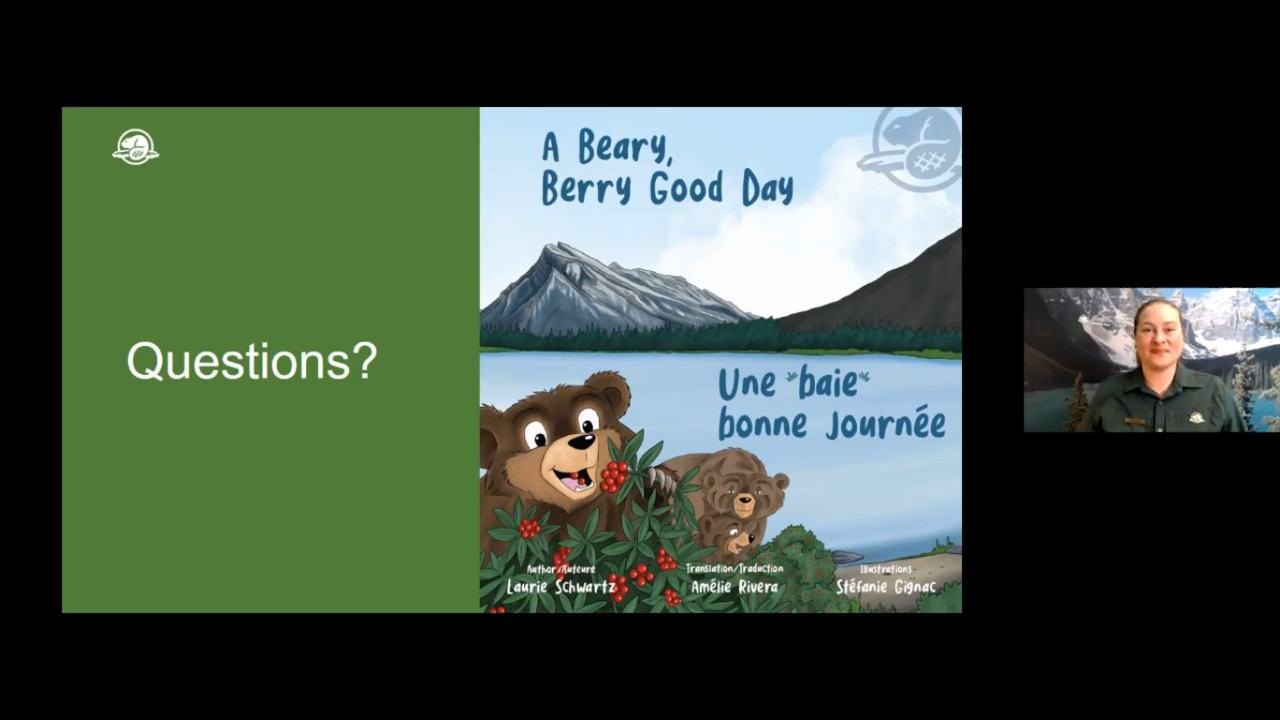 Questions?
A Beary,
Berry Good Day
Une "baie"
bonne Journée
Author/Auteure
Laurie Schwartz
Translation/Traduction
Amélie Rivera
Illustrations
Stéfanie Gignac